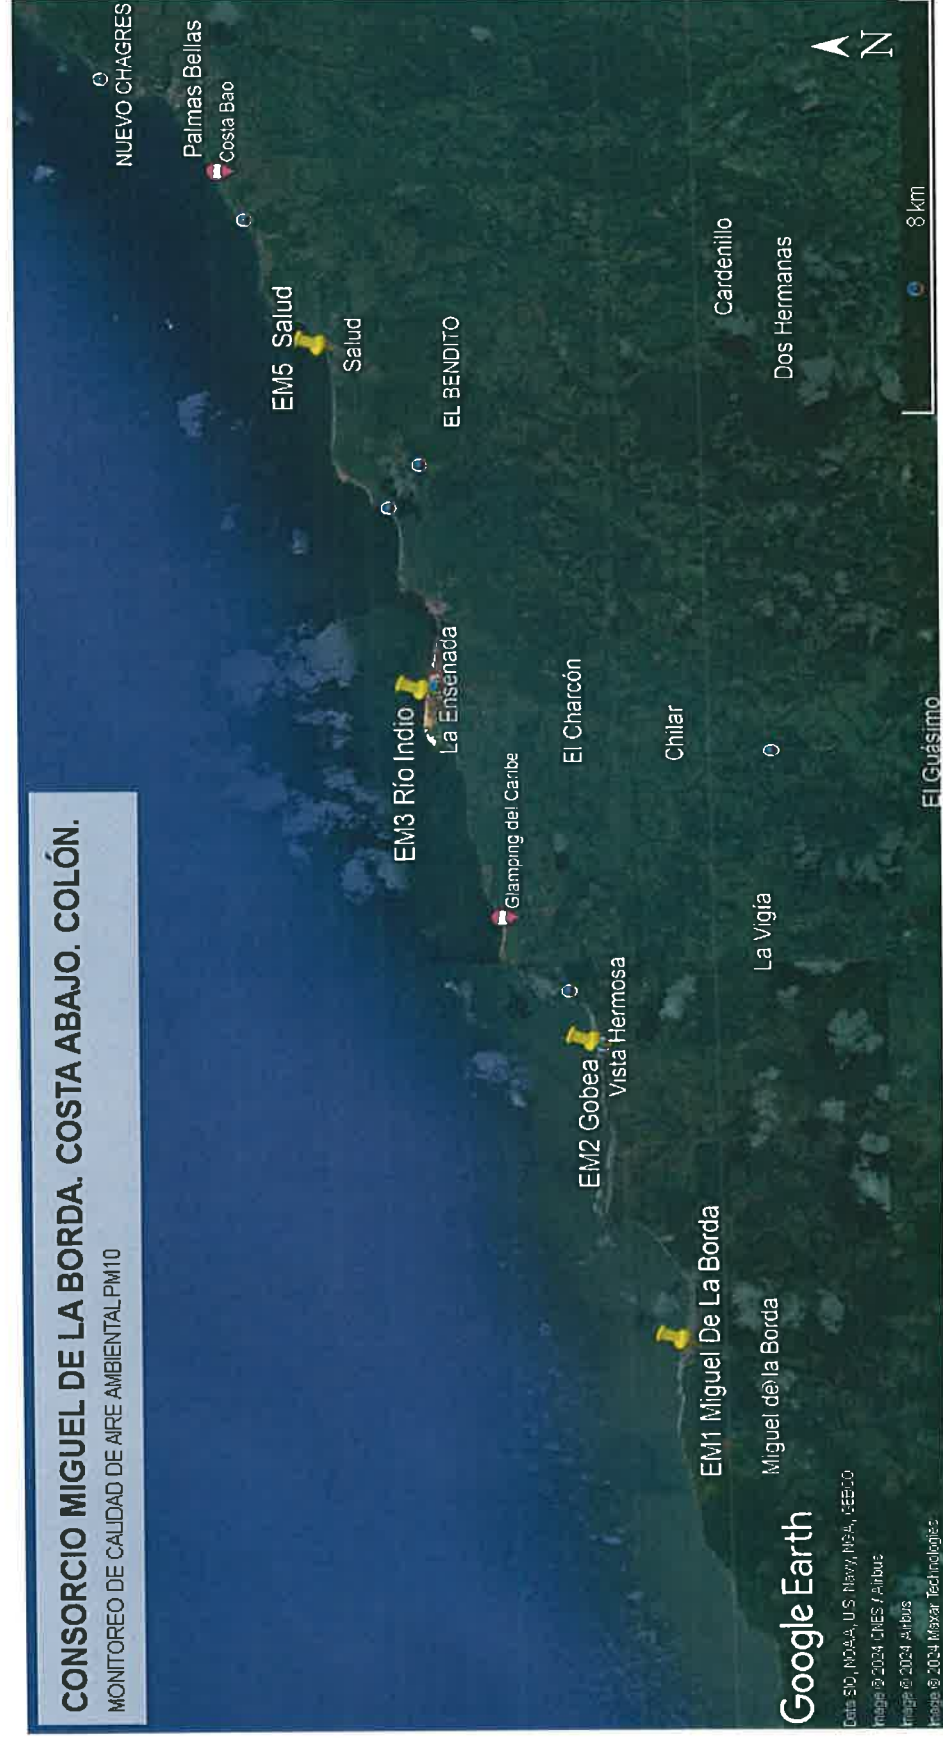 CONSORCIO MIGUEL DE LA BORDA. COSTA ABAJO. COLÓN.
MONITOREO DE CALIDAD DE AIRE AMBIENTAL PM10
NUEVO CHAGRES
Palmas Bellas
Costa Bao
EM5 Salud
Salud
EL BENDITO
EM3 Río Indio
La Ensenada
Glamping del Caribe
El Charcón
EM2 Gobea
Vista Hermosa
Chilar
Cardenillo
EM1 Miguel De La Borda
La Vigía
Dos Hermanas
Miguel de la Borda
N
Google Earth
Data SIO, NOAA, U.S. Navy, NGA, GEBCO
Image © 2024 CNES / Airbus
Image © 2024 Airbus
Image © 2024 Maxar Technologies
El Guásimo
8 km